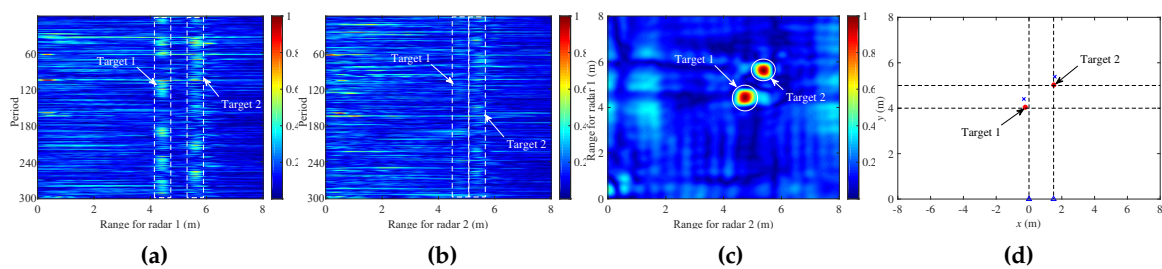 1
0.8
0.6
0.4
0.2
60
120
180
240
300
Period
0 2 4 6 8
Range for radar 1 (m)
Target 1
Target 2
(a)
1
0.8
0.6
0.4
0.2
60
120
180
240
300
Period
0 2 4 6 8
Range for radar 2 (m)
Target 1
Target 2
(b)
8
6
4
2
0
Range for radar 1 (m)
0 2 4 6 8
Range for radar 2 (m)
Target 1
Target 2
1
0.8
0.6
0.4
0.2
(c)
8
6
4
2
0
y (m)
-8 -6 -4 -2 0 2 4 6 8
x (m)
Target 2
Target 1
(d)